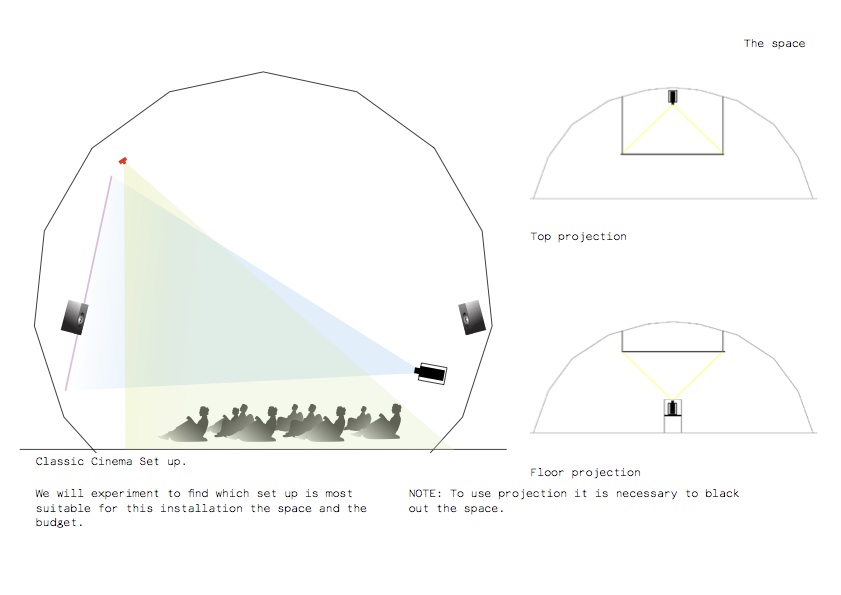 The space
Top projection
Floor projection
Classic Cinema Set up.
We will experiment to find which set up is most
suitable for this installation the space and the
budget.
NOTE: To use projection it is necessary to black
out the space.